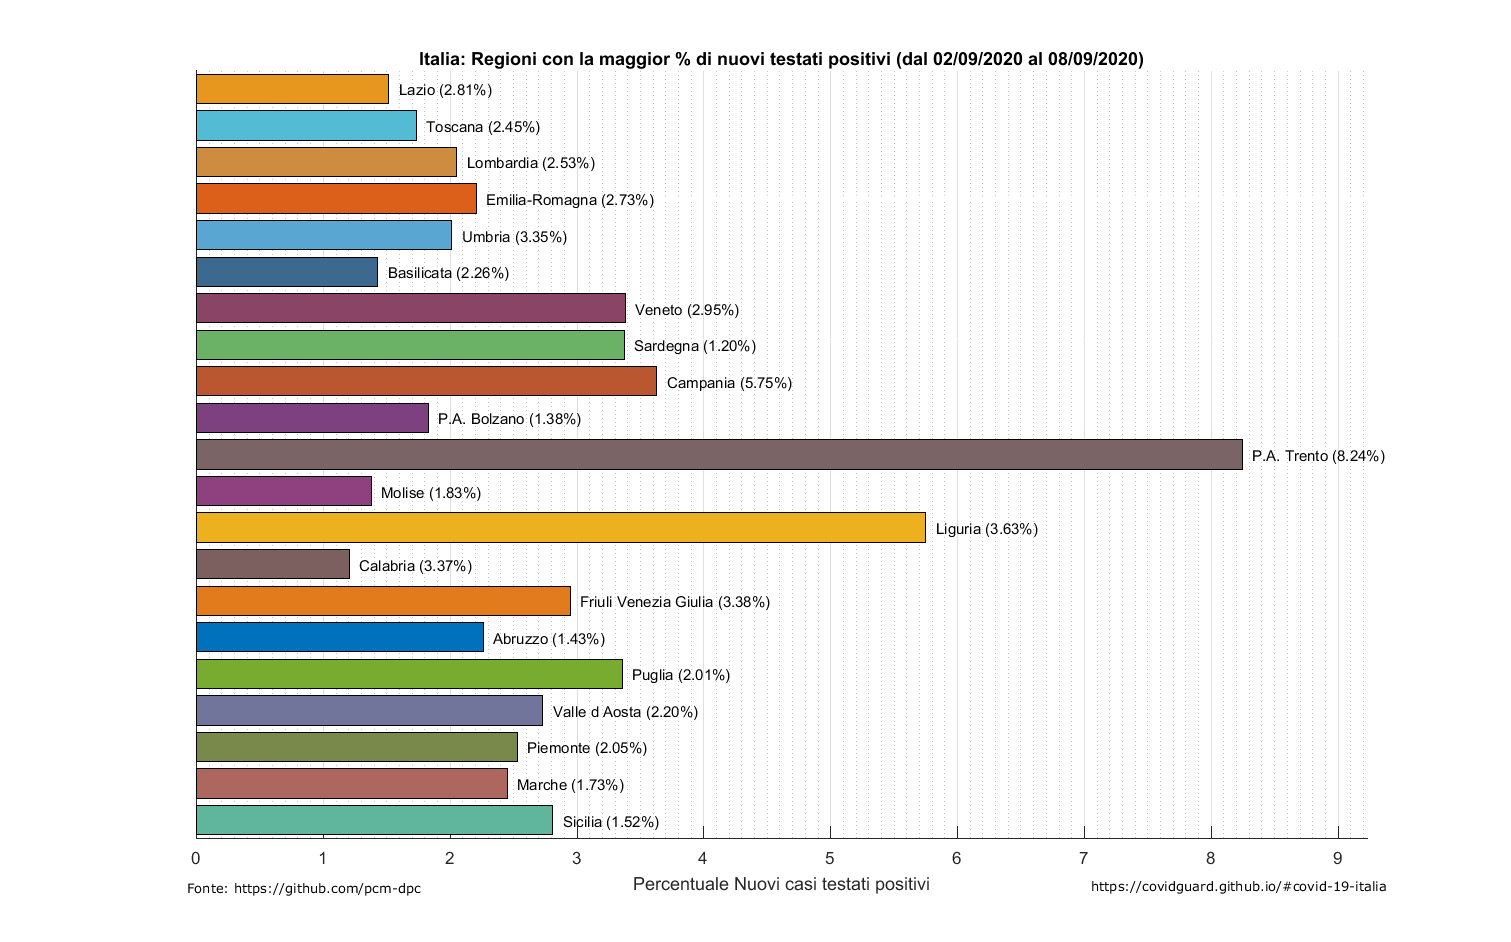 Italia: Regioni con la maggior % di nuovi testati positivi (dal 02/09/2020 al 08/09/2020)
Lazio (2.81%)
Toscana (2.45%)
Lombardia (2.53%)
Emilia-Romagna (2.73%)
Umbria (3.35%)
Basilicata (2.26%)
Veneto (2.95%)
Sardegna (1.20%)
Campania (5.75%)
P.A. Bolzano (1.38%)
P.A. Trento (8.24%)
Molise (1.83%)
Liguria (3.63%)
Calabria (3.37%)
Friuli Venezia Giulia (3.38%)
Abruzzo (1.43%)
Puglia (2.01%)
Valle d Aosta (2.20%)
Piemonte (2.05%)
Marche (1.73%)
Sicilia (1.52%)
0 1 2 3 4 5 6 7 8 9
Percentuale Nuovi casi testati positivi
Fonte: https://github.com/pcm-dpc
https://covidguard.github.io/#covid-19-italia